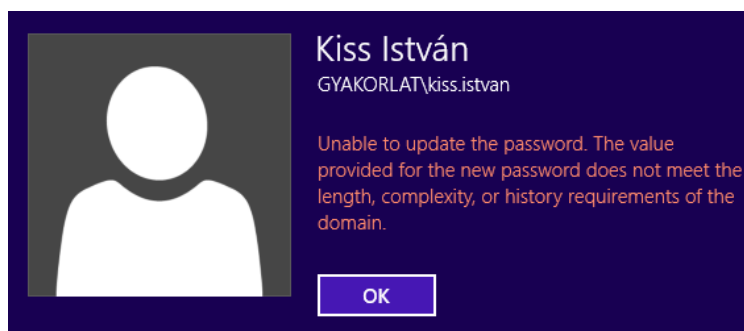 Kiss István
GYAKORLAT\kiss.istvan
Unable to update the password. The value
provided for the new password does not meet the
length, complexity, or history requirements of the
domain.
OK